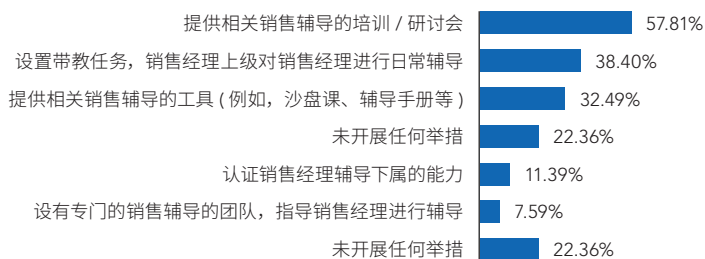 提供相关销售辅导的培训 / 研讨会 57.81%
设置带教任务，销售经理上级对销售经理进行日常辅导 38.40%
提供相关销售辅导的工具 ( 例如，沙盘课、辅导手册等 ) 32.49%
未开展任何举措 22.36%
认证销售经理辅导下属的能力 11.39%
设有专门的销售辅导的团队，指导销售经理进行辅导 7.59%
未开展任何举措 22.36%